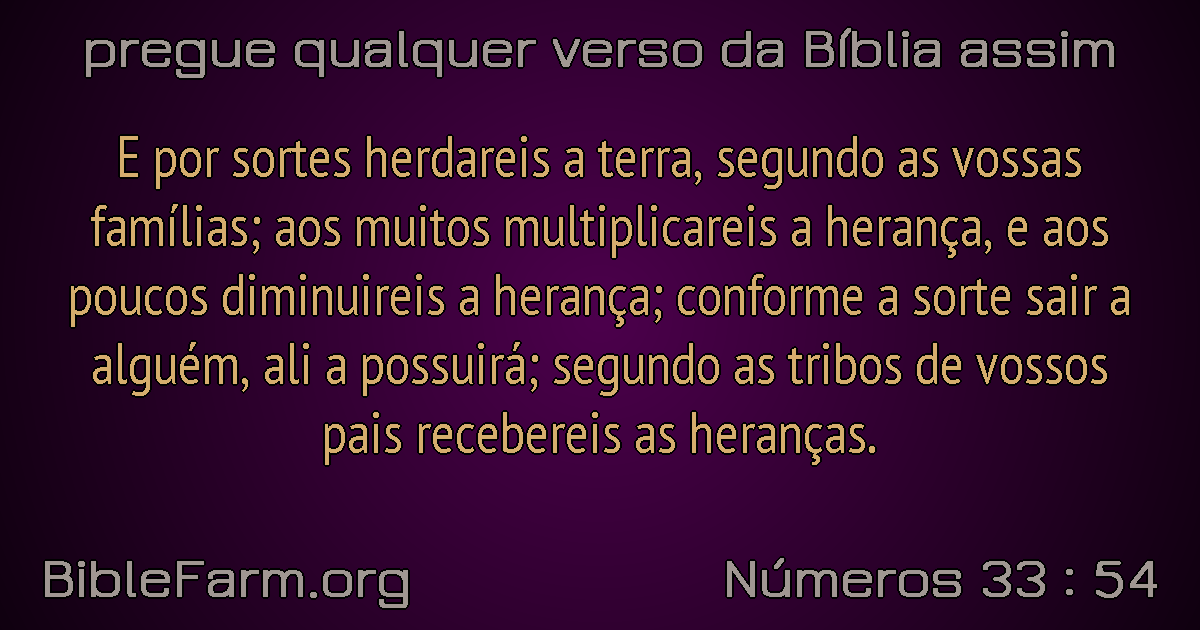 pregue qualquer verso da Bíblia assim
E por sortes herdareis a terra, segundo as vossas
famílias; aos muitos multiplicareis a herança, e aos
poucos diminuireis a herança; conforme a sorte sair a
alguém, ali a possuirá; segundo as tribos de vossos
pais recebereis as heranças.
BibleFarm.org
Números 33 : 54